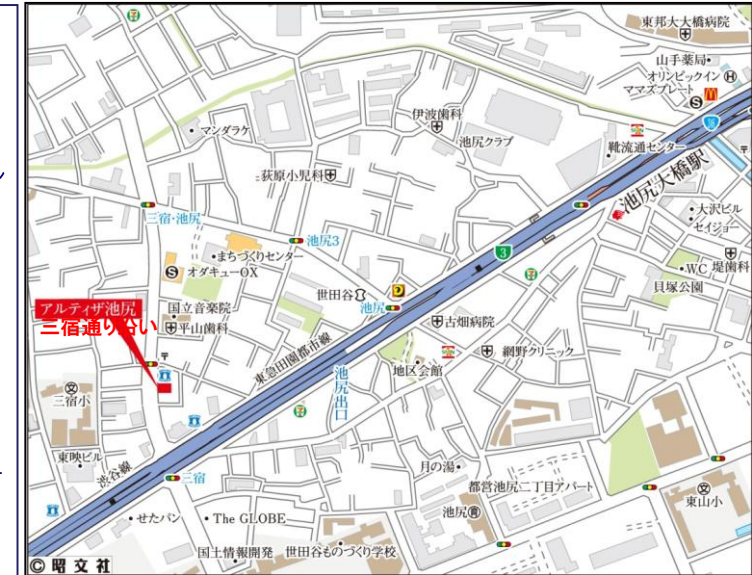 東邦大大橋病院
山手薬局
オリンピックイン
ママズプレート
マンダラケ
伊波歯科
池尻クラブ
靴流通センター
荻原小児科
池尻大橋駅
大沢ビル
セイジョー
三宿・池尻
池尻3
まちづくりセンター
オダキューOX
3
WC
堤歯科
貝塚公園
世田谷
池尻
アルティザ池尻
三宿通り沿い
国立音楽院
平山歯科
古畑病院
東急田園都市線
網野クリニック
地区会館
池尻出口
三宿小
東映ビル
渋谷線
三宿
月の湯
都営池尻二丁目アパート
東山小
せたパン
The GLOBE
池尻
国土情報開発
世田谷ものづくり学校
©昭文社